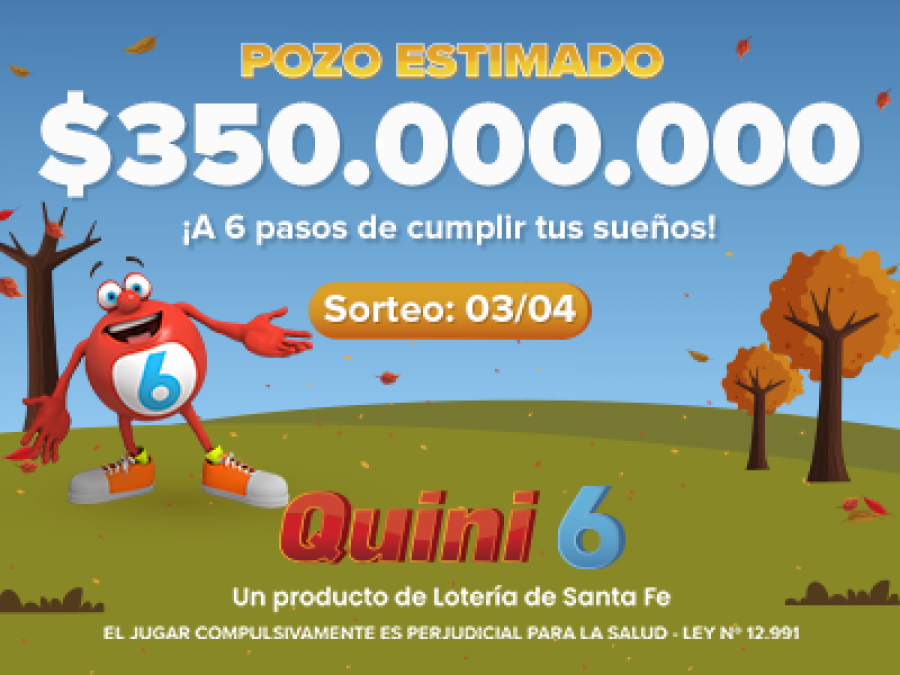 POZO ESTIMADO
$350.000.000
¡A 6 pasos de cumplir tus sueños!
Sorteo: 03/04
6
Quini 6
Un producto de Lotería de Santa Fe
EL JUGAR COMPULSIVAMENTE ES PERJUDICIAL PARA LA SALUD - LEY Nº 12.991